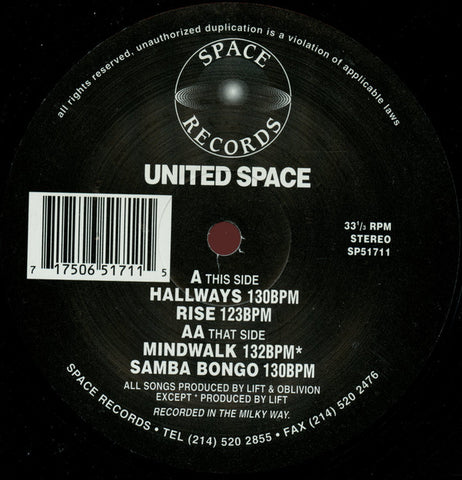 all rights reserved, unauthorized duplication is a violation of applicable laws
SPACE
RECORDS
UNITED SPACE
33⅓ RPM
STEREO
SP51711
7 17506 51711 5
A THIS SIDE
HALLWAYS 130BPM
RISE 123BPM
AA THAT SIDE
MINDWALK 132BPM*
SAMBA BONGO 130BPM
ALL SONGS PRODUCED BY LIFT & OBLIVION
EXCEPT * PRODUCED BY LIFT
RECORDED IN THE MILKY WAY.
SPACE RECORDS • TEL (214) 520 2855 • FAX (214) 520 2476